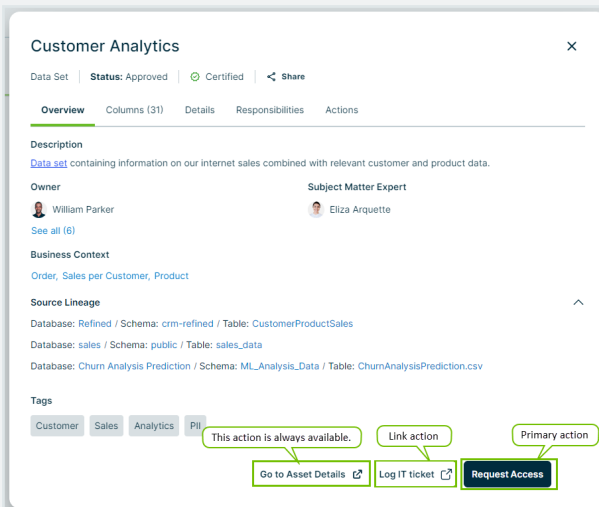 Customer Analytics
Data Set Status: Approved Certified Share
Overview Columns (31) Details Responsibilities Actions
Description
Data set containing information on our internet sales combined with relevant customer and product data.
Owner Subject Matter Expert
William Parker Eliza Arquette
See all (6)
Business Context
Order, Sales per Customer, Product
Source Lineage
Database: Refined / Schema: crm-refined / Table: CustomerProductSales
Database: sales / Schema: public / Table: sales_data
Database: Churn Analysis Prediction / Schema: ML_Analysis_Data / Table: ChurnAnalysisPrediction.csv
Tags
Customer Sales Analytics PII
This action is always available. Link action Primary action
Go to Asset Details Log IT ticket Request Access